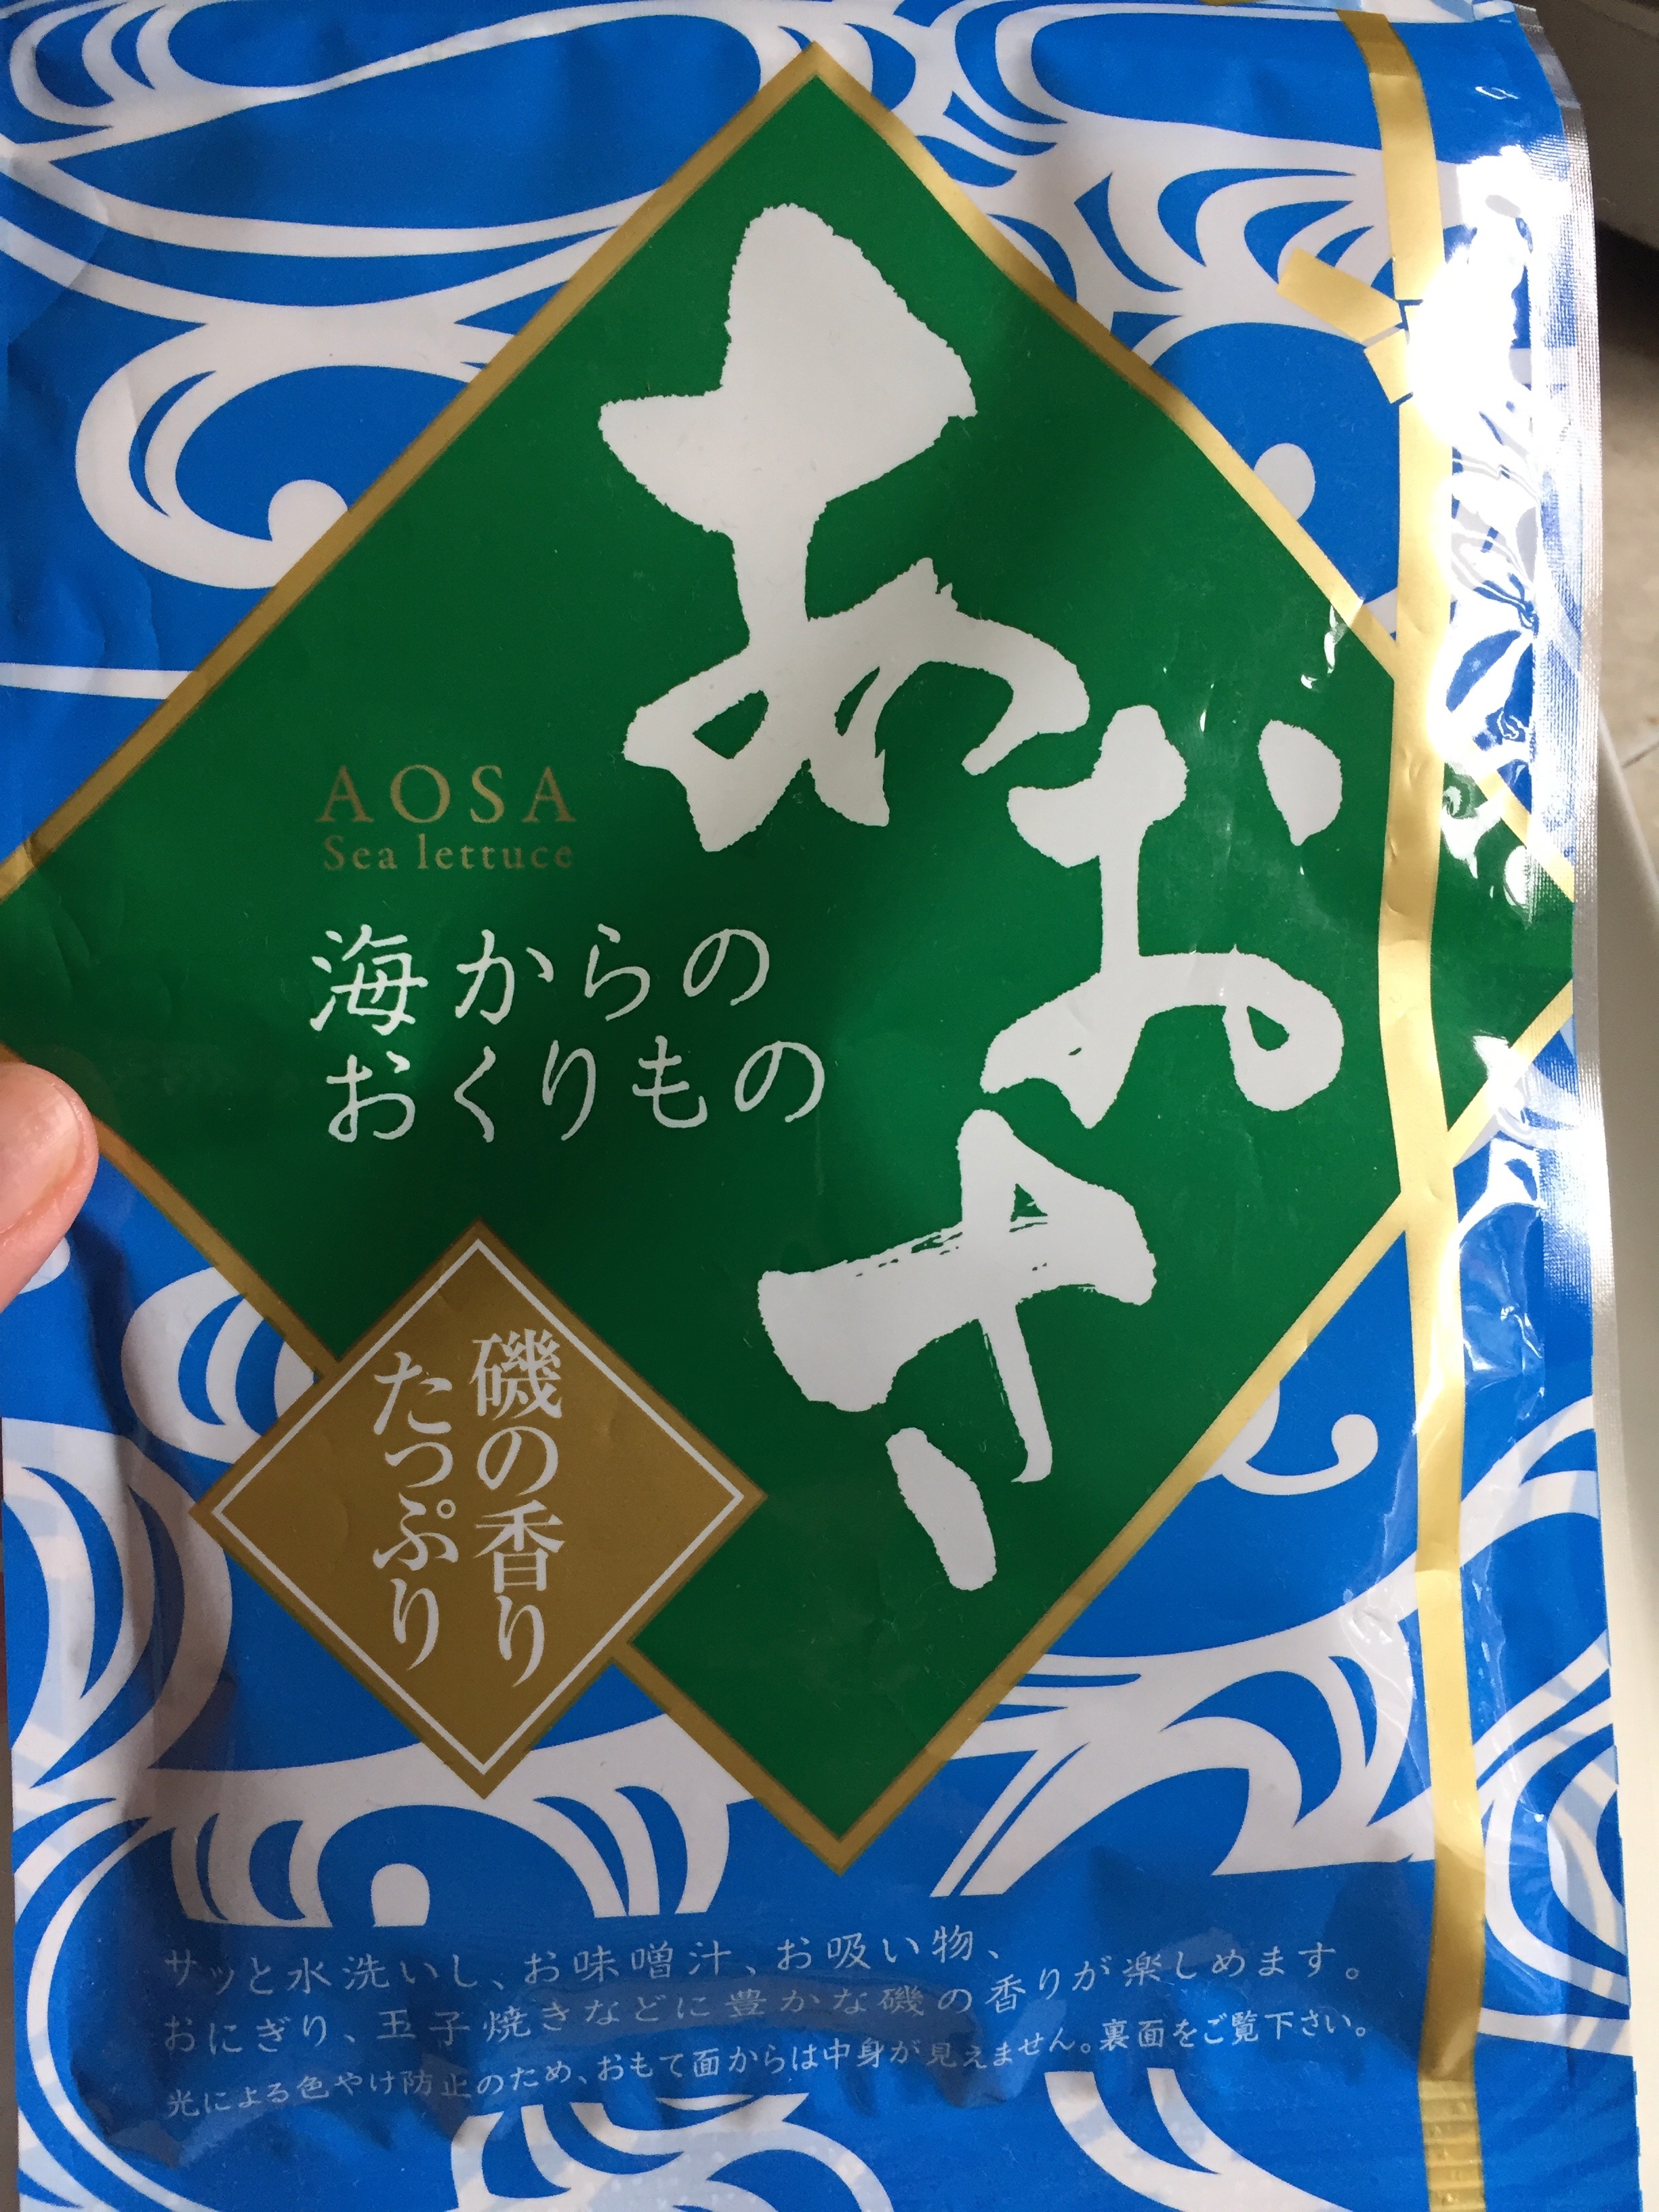 あおさ
AOSA
Sea lettuce
海からの
おくりもの
磯の香り
たっぷり
サッと水洗いし、お味噌汁、お吸い物、
おにぎり、玉子焼きなどに豊かな磯の香りが楽しめます。
光による色やけ防止のため、おもて面からは中身が見えません。裏面をご覧下さい。